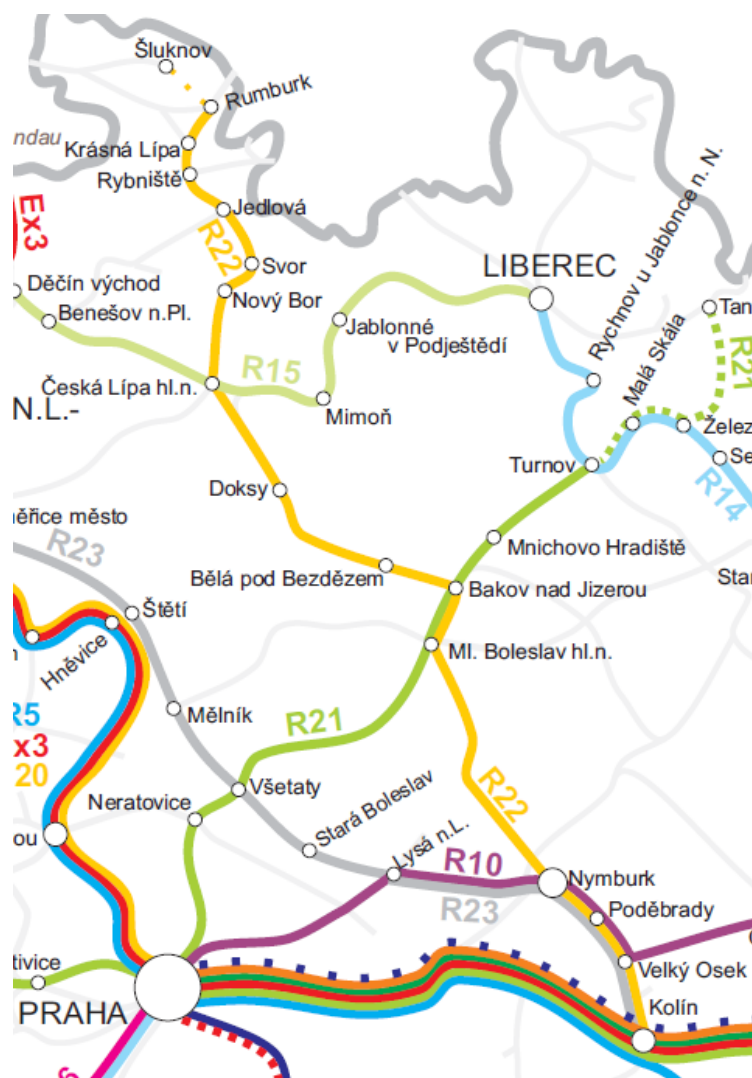 Šluknov
Rumburk
ndau
Krásná Lípa
Rybniště
Jedlová
Ex3
R22
Svor
LIBEREC
Rychnov u Jablonce n. N.
Děčín východ
Nový Bor
Benešov n.Pl.
Jablonné
v Podještědí
Tan
Malá Skála
R21
Česká Lípa hl.n.
R15
N.L.-
Mimoň
Želez
Turnov
Se
R14
Doksy
ěřice město
R23
Mnichovo Hradiště
Bělá pod Bezdězem
Bakov nad Jizerou
Star
Štětí
Hněvice
n
Ml. Boleslav hl.n.
Mělník
R5
x3
20
R21
R22
Všetaty
Neratovice
Stará Boleslav
Lysá n.L.
ou
R10
Nymburk
R23
Poděbrady
tivice
Velký Osek
PRAHA
Kolín